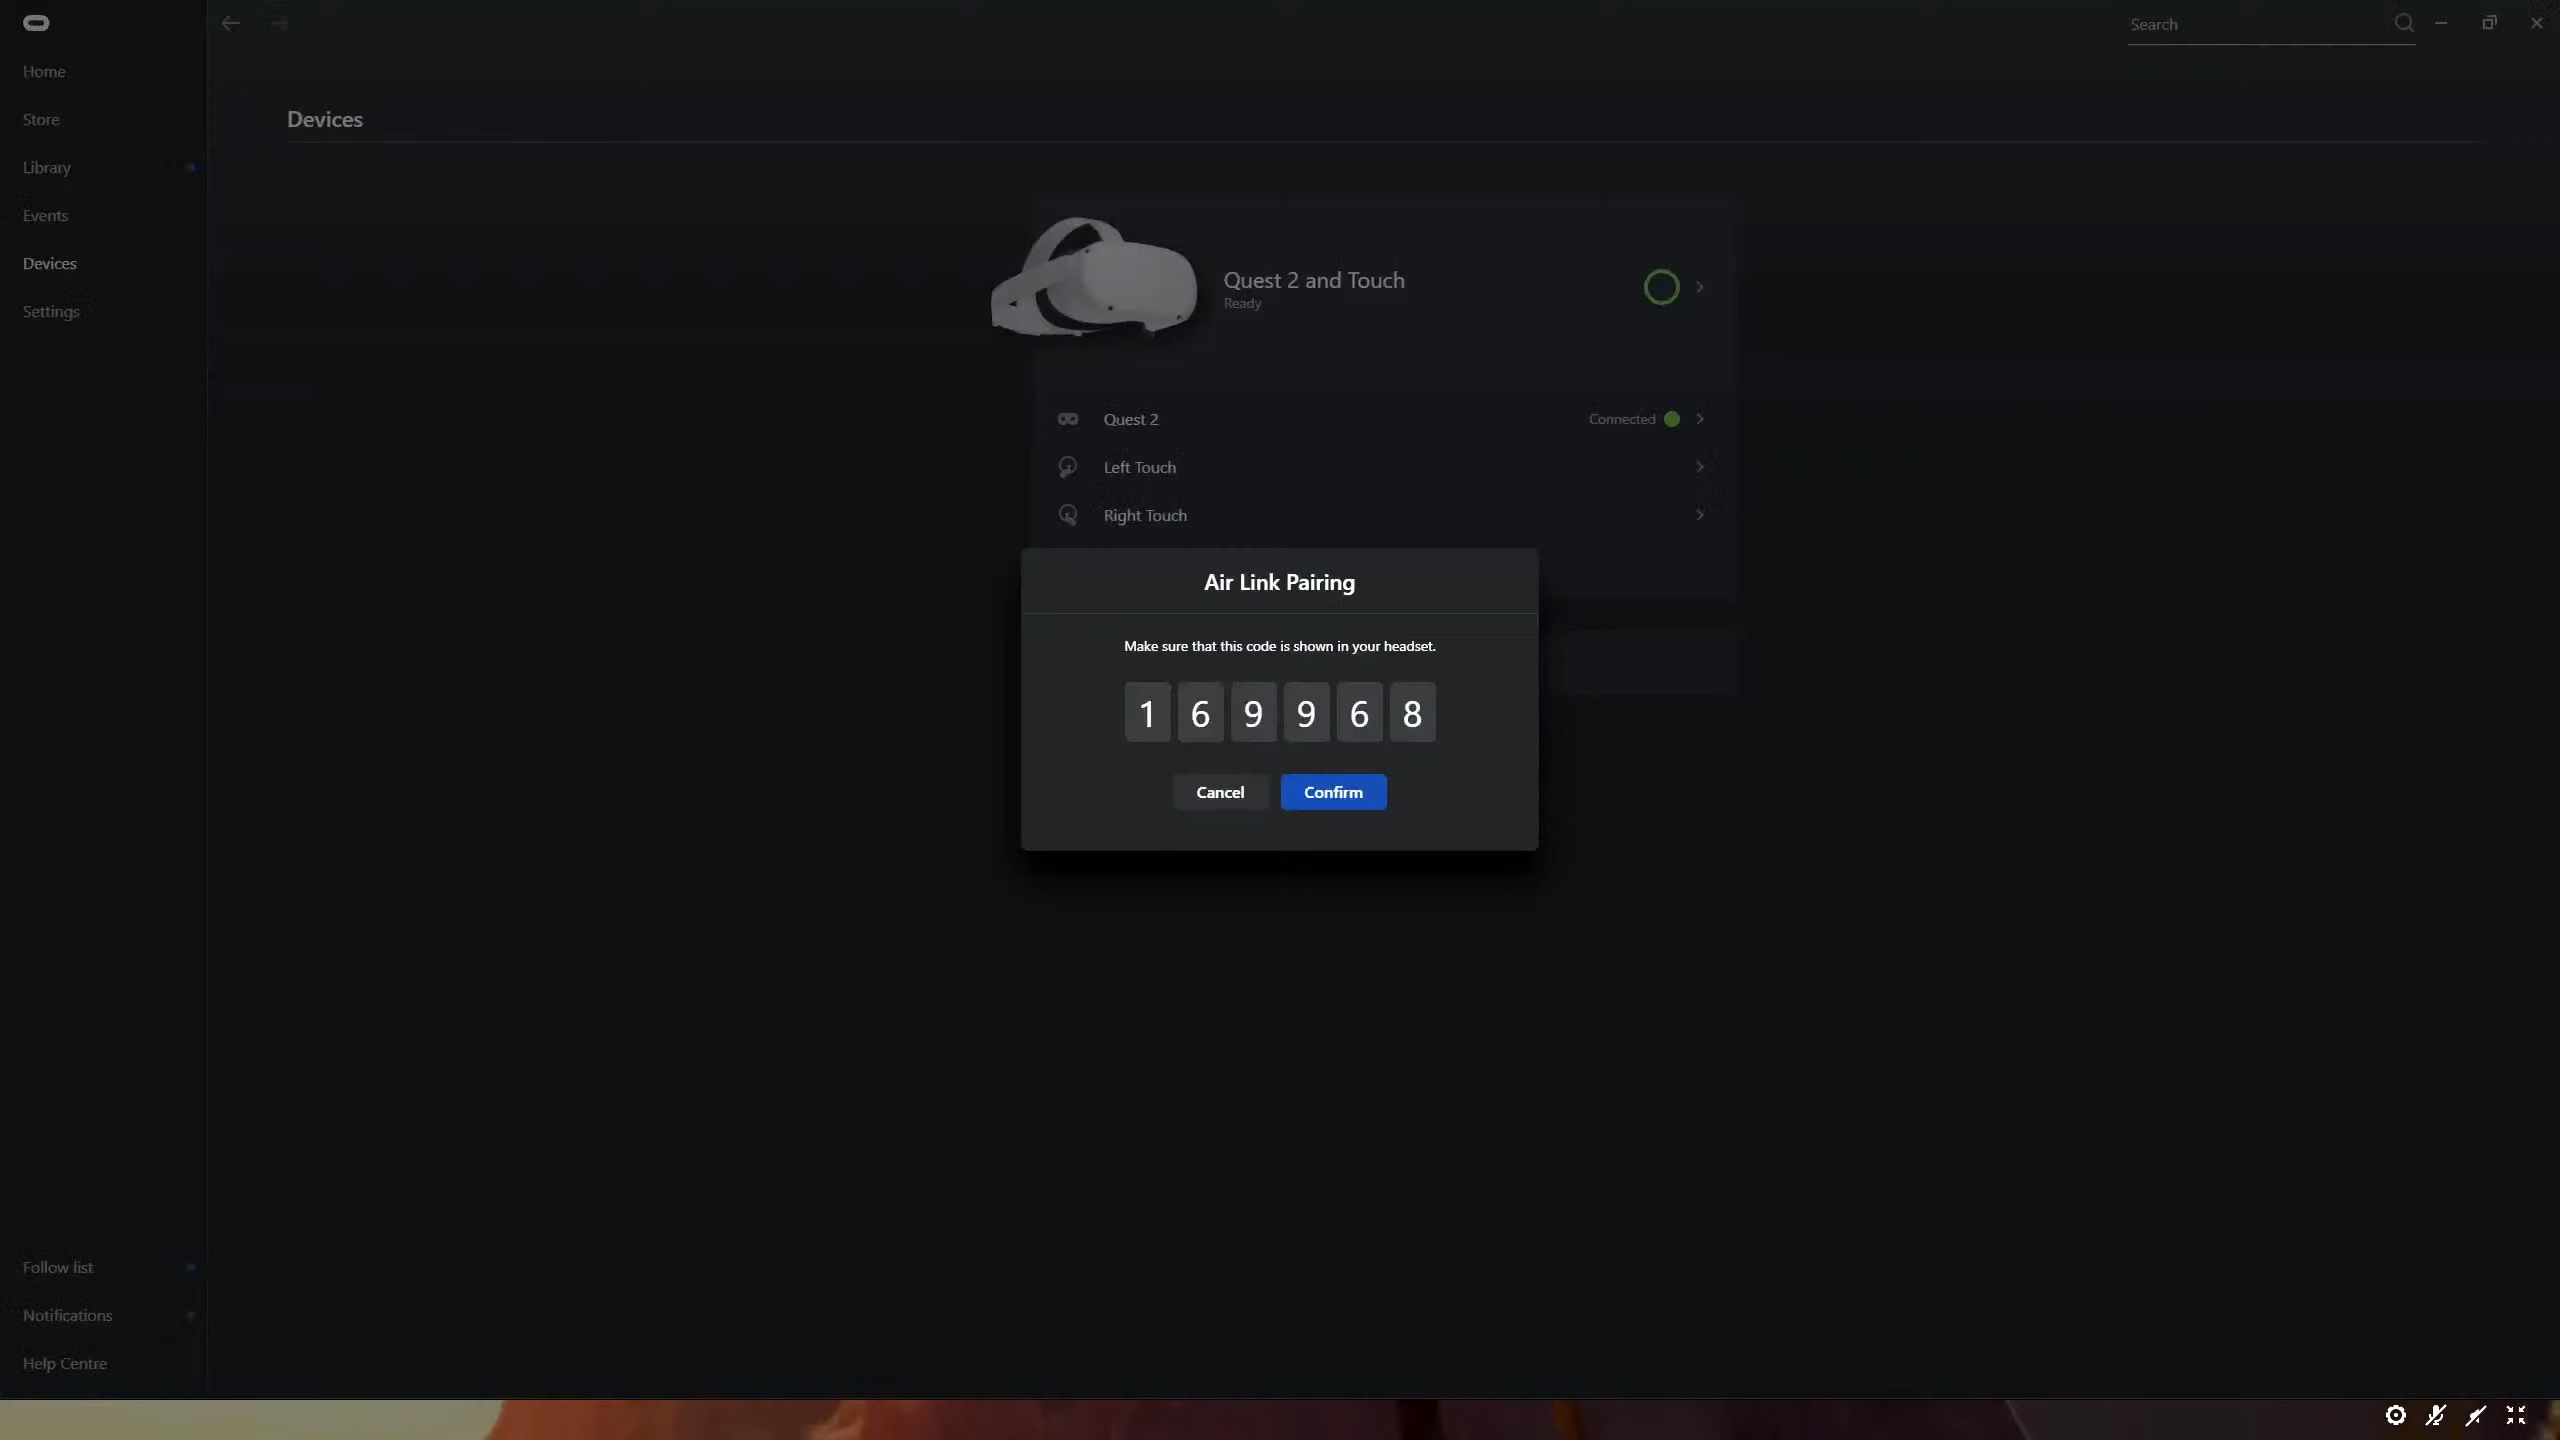 Search
Home
Store
Library
Events
Devices
Settings
Devices
Quest 2 and Touch
Ready
Quest 2
Connected
Left Touch
Right Touch
Air Link Pairing
Make sure that this code is shown in your headset.
1 6 9 9 6 8
Cancel
Confirm
Follow list
Notifications
Help Centre